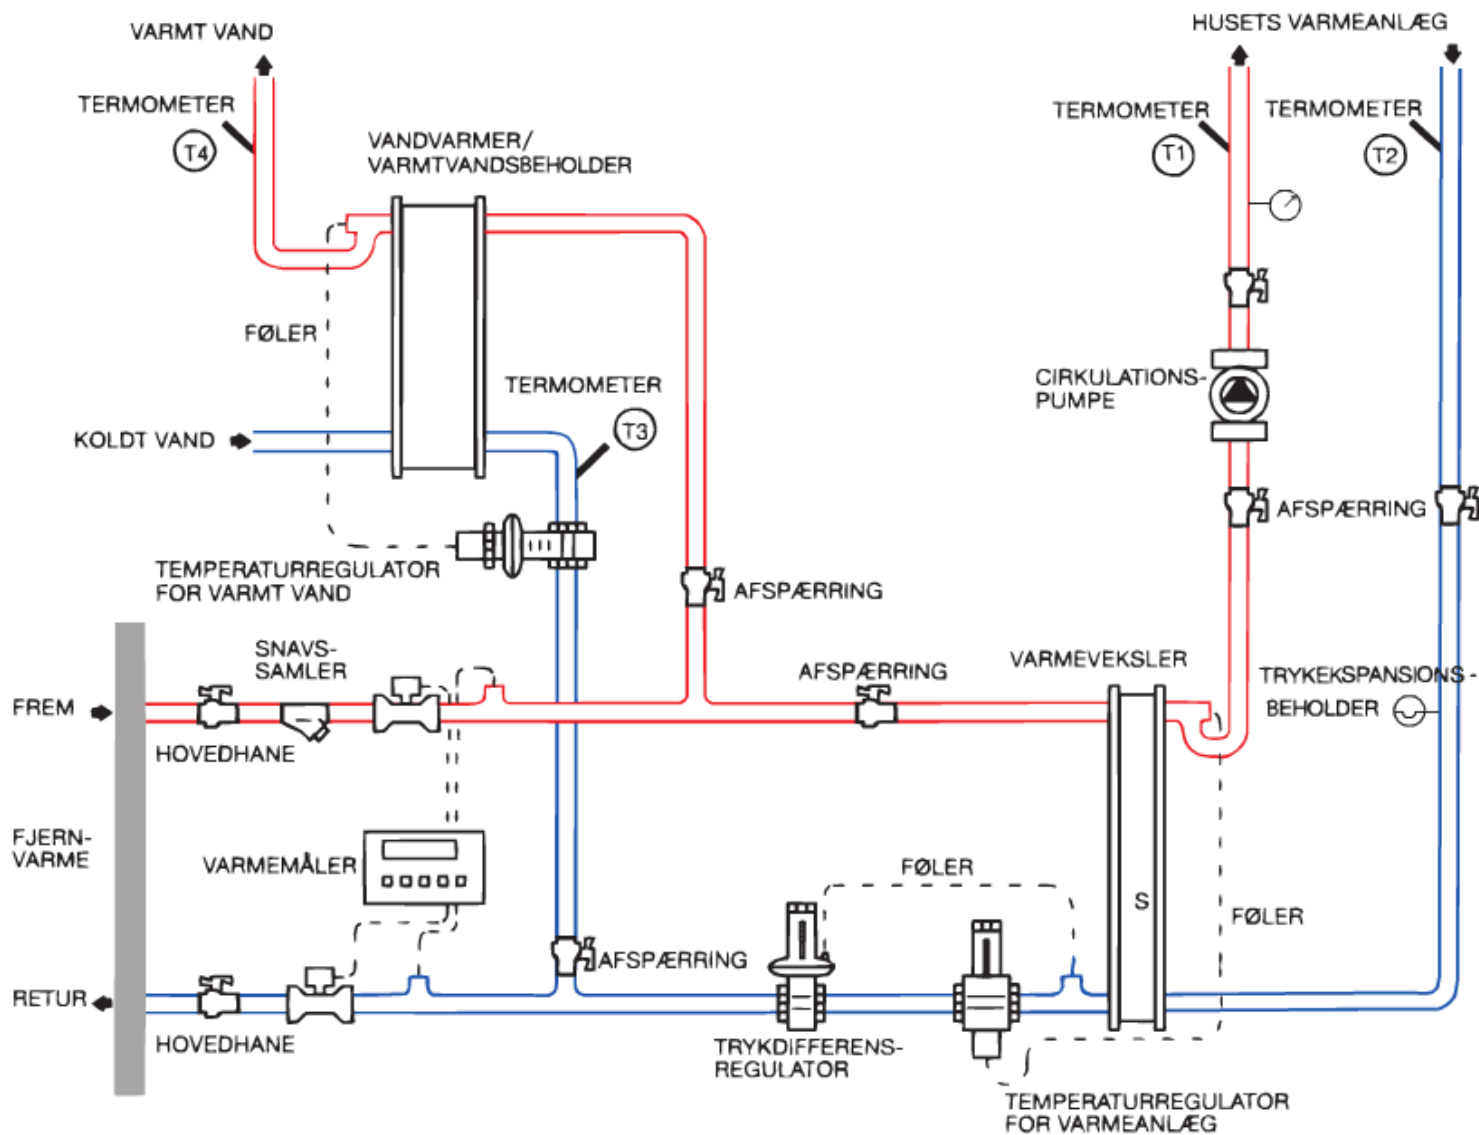 VARMT VAND
HUSETS VARMEANLÆG
TERMOMETER
T4
VANDVARMER/
VARMTVANDSBEHOLDER
TERMOMETER
T1
TERMOMETER
T2
FØLER
TERMOMETER
T3
KOLDT VAND
CIRKULATIONS-
PUMPE
AFSPÆRRING
TEMPERATURREGULATOR
FOR VARMT VAND
AFSPÆRRING
SNAVS-
SAMLER
AFSPÆRRING
VARMEVEKSLER
TRYKEKSPANSIONS-
BEHOLDER
FREM
HOVEDHANE
FJERN-
VARME
VARMEMÅLER
FØLER
S
FØLER
AFSPÆRRING
RETUR
HOVEDHANE
TRYKDIFFERENS-
REGULATOR
TEMPERATURREGULATOR
FOR VARMEANLÆG